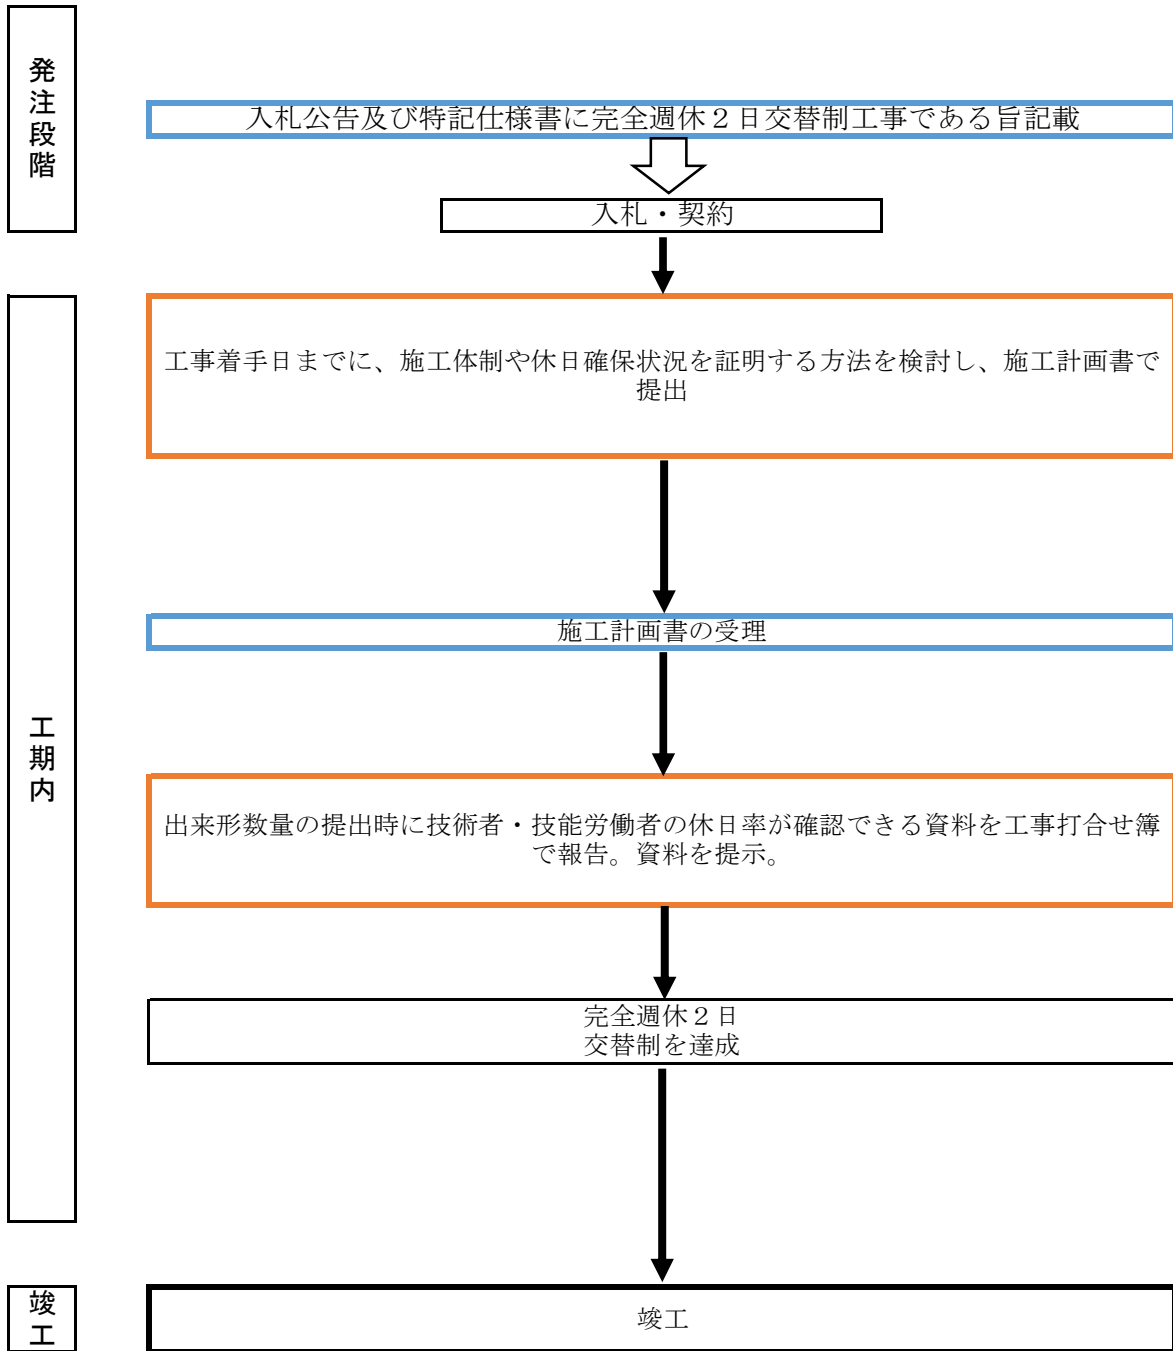 発注段階
入札公告及び特記仕様書に完全週休２日交替制工事である旨記載
入札・契約
工期内
工事着手日までに、施工体制や休日確保状況を証明する方法を検討し、施工計画書で
提出
施工計画書の受理
出来形数量の提出時に技術者・技能労働者の休日率が確認できる資料を工事打合せ簿
で報告。資料を提示。
完全週休２日
交替制を達成
竣工
竣工